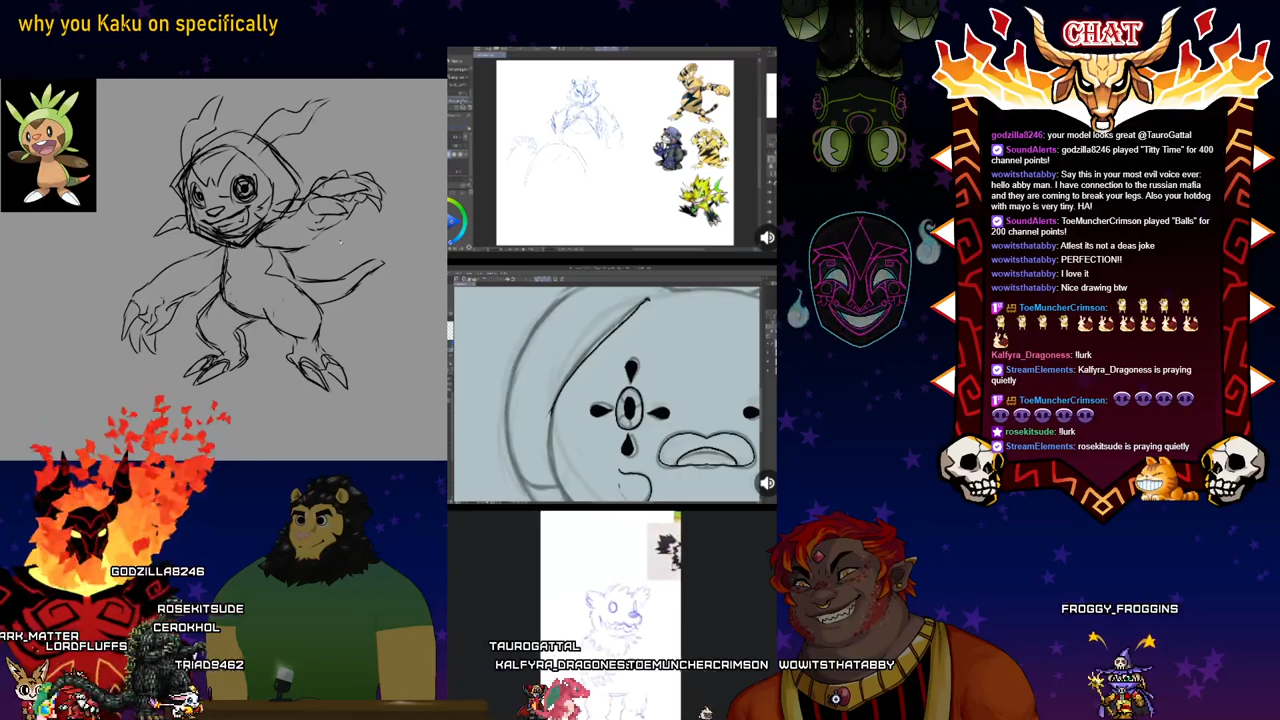 why you Kaku on specifically
CHAT
godzilla8246: your model looks great @TauroGattal
SoundAlerts: godzilla8246 played "Titty Time" for 400
channel points!
wowitsthatabby: Say this in your most evil voice ever:
hello abby man. I have connection to the russian mafia
and they are coming to break your legs. Also your hotdog
with mayo is very tiny. HA!
SoundAlerts: ToeMuncherCrimson played "Balls" for
200 channel points!
wowitsthatabby: Atlest its not a deas joke
wowitsthatabby: PERFECTION!!
wowitsthatabby: I love it
wowitsthatabby: Nice drawing btw
ToeMuncherCrimson:
Kalfyra_Dragoness: !lurk
StreamElements: Kalfyra_Dragoness is praying
quietly
ToeMuncherCrimson:
rosekitsude: !lurk
StreamElements: rosekitsude is praying quietly
GODZILLA8246
ROSEKITSUDE
CEROKHOL
ARK_MATTER
LORDFLUFFS
TRIAD9462
TAUROGATTAL
KALFYRA_DRAGONES
TOEMUNCHERCRIMSON
WOWITSTHATABBY
FROGGY_FROGGINS